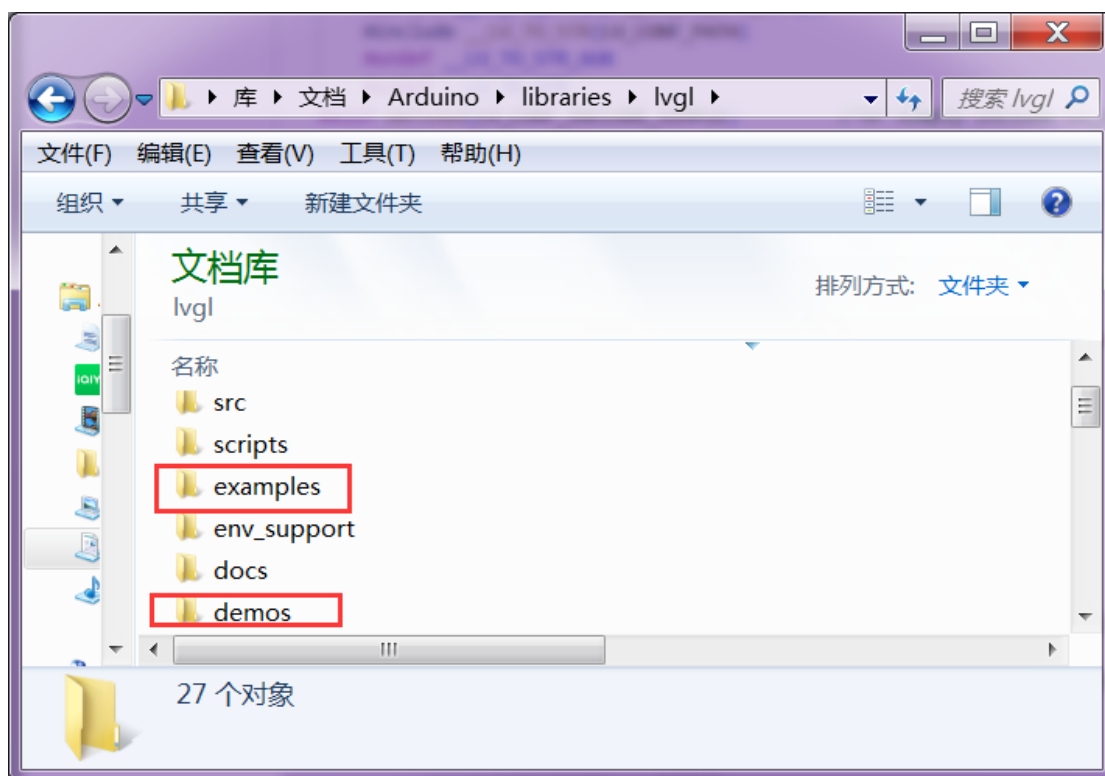 库 文档 Arduino libraries lvgl 搜索 lvgl
文件(F) 编辑(E) 查看(V) 工具(T) 帮助(H)
组织 共享 新建文件夹
文档库
lvgl
排列方式: 文件夹
名称
src
scripts
examples
env_support
docs
demos
27 个对象